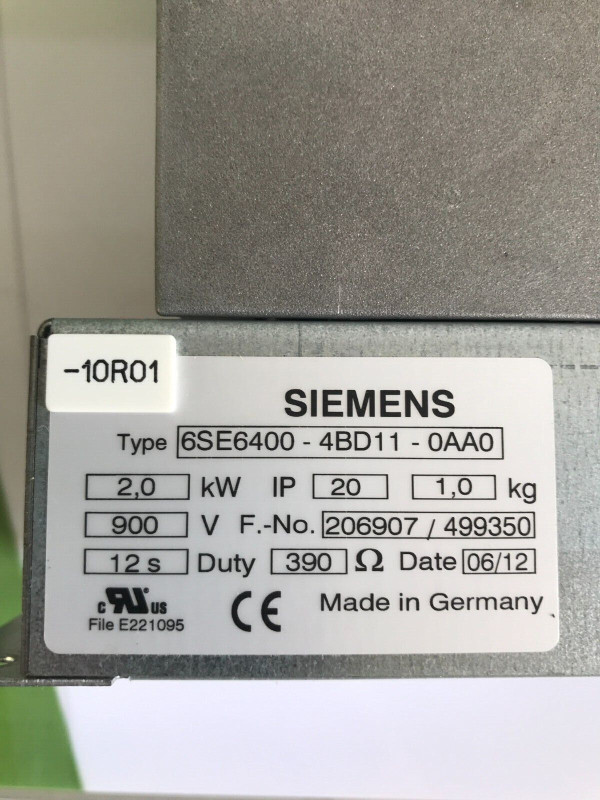 -10R01
SIEMENS
Type 6SE6400 - 4BD11 - 0AA0
2,0 kW IP 20 1,0 kg
900 V F.-No. 206907 / 499350
12 s Duty 390 Ω Date 06/12
c RU US CE Made in Germany
File E221095